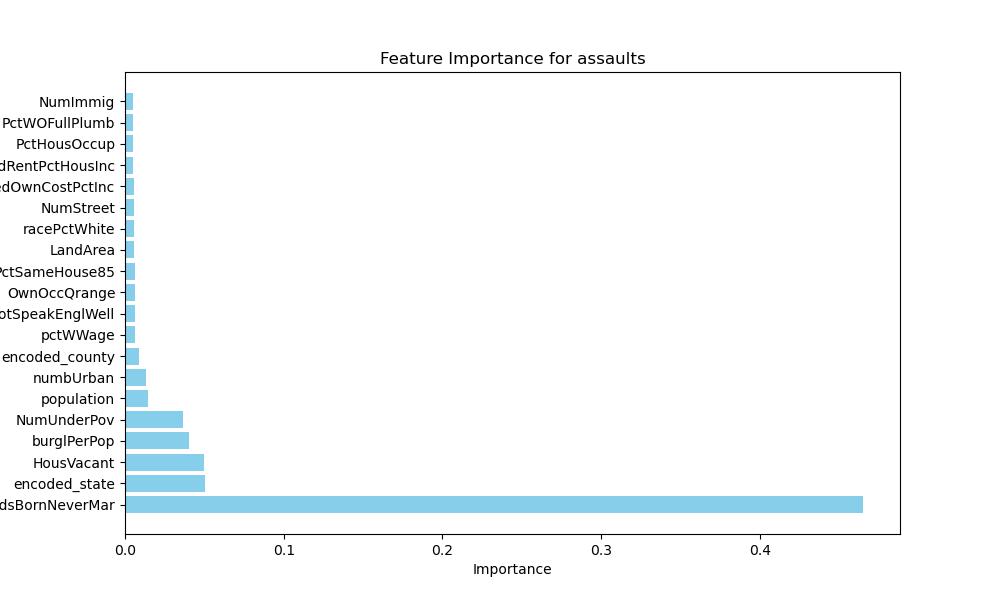 Feature Importance for assaults
NumImmig
PctWOFullPlumb
PctHousOccup
dRentPctHousInc
edOwnCostPctInc
NumStreet
racePctWhite
LandArea
PctSameHouse85
OwnOccQrange
otSpeakEnglWell
pctWWage
encoded_county
numbUrban
population
NumUnderPov
burglPerPop
HousVacant
encoded_state
dsBornNeverMar
0.0 0.1 0.2 0.3 0.4
Importance